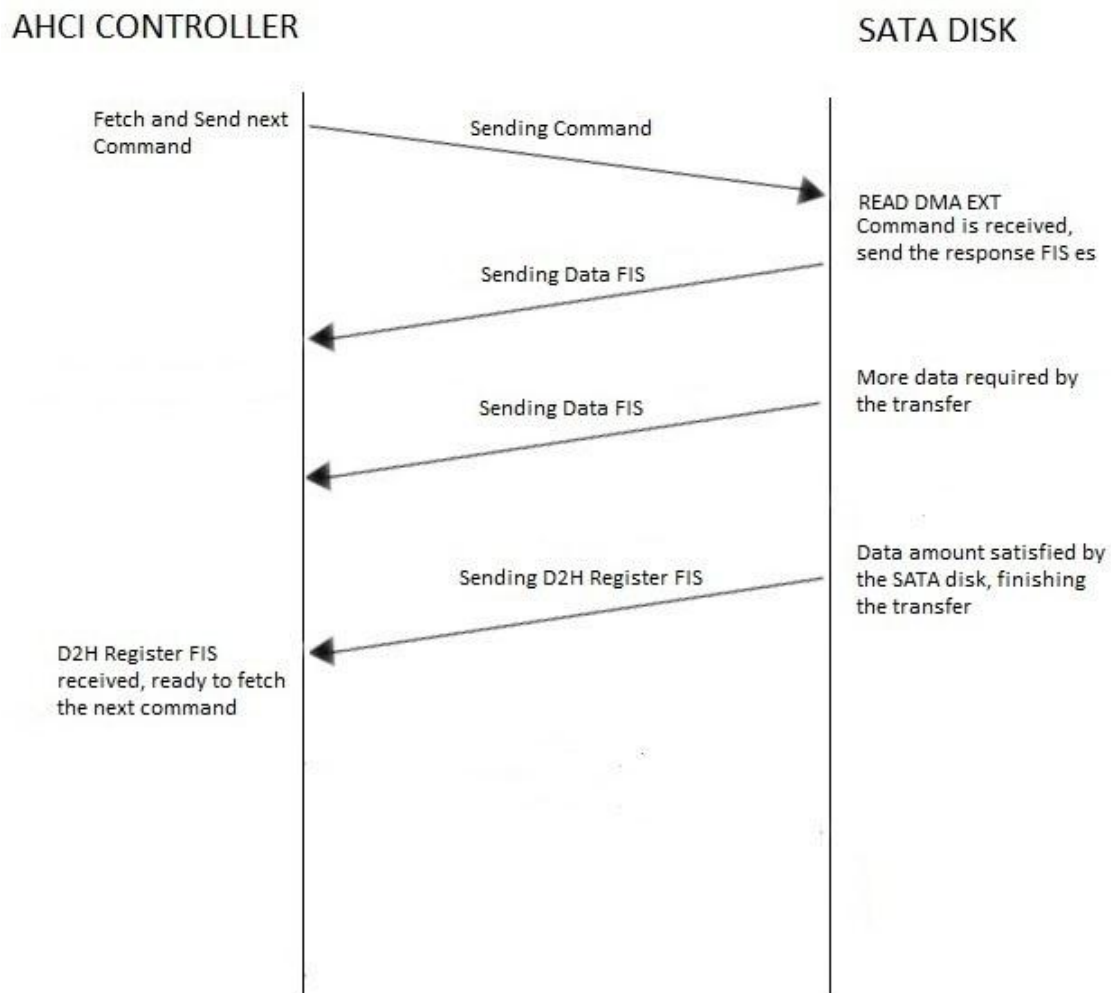 AHCI CONTROLLER
SATA DISK
Fetch and Send next
Command
Sending Command
READ DMA EXT
Command is received,
send the response FIS es
Sending Data FIS
More data required by
the transfer
Sending Data FIS
Data amount satisfied by
the SATA disk, finishing
the transfer
Sending D2H Register FIS
D2H Register FIS
received, ready to fetch
the next command